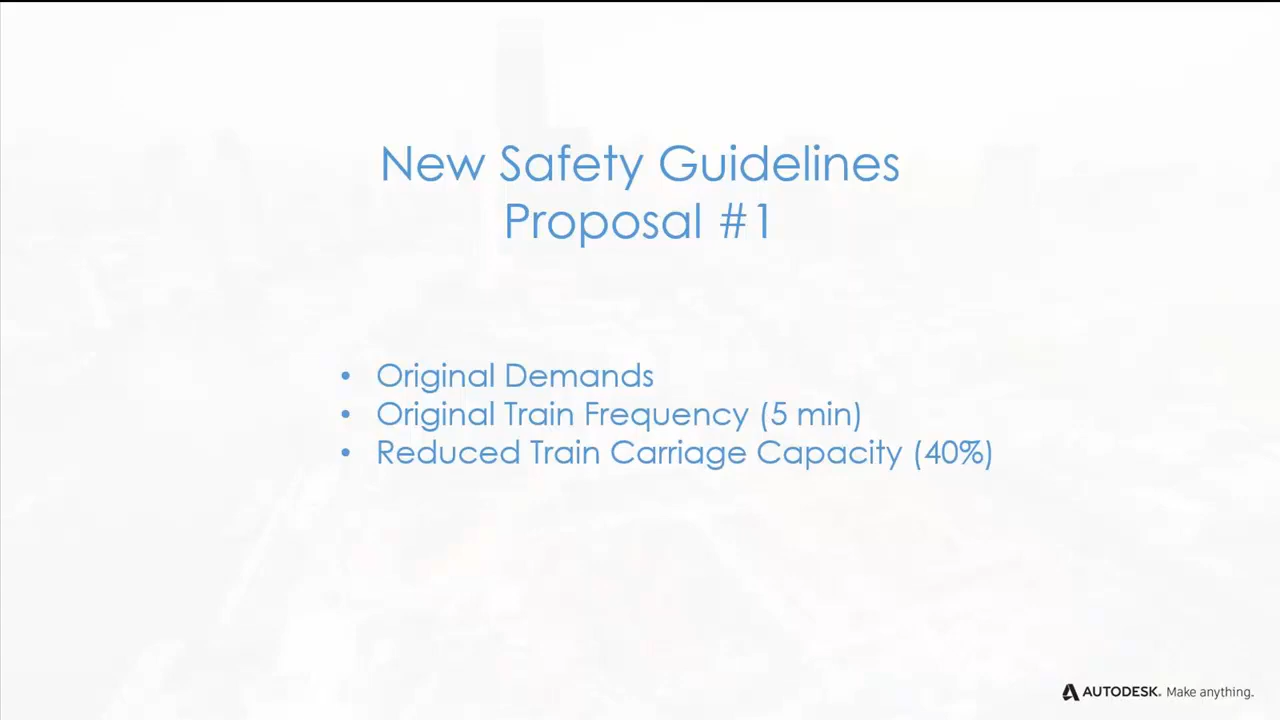 New Safety Guidelines
Proposal #1
• Original Demands
• Original Train Frequency (5 min)
• Reduced Train Carriage Capacity (40%)
AUTODESK. Make anything.